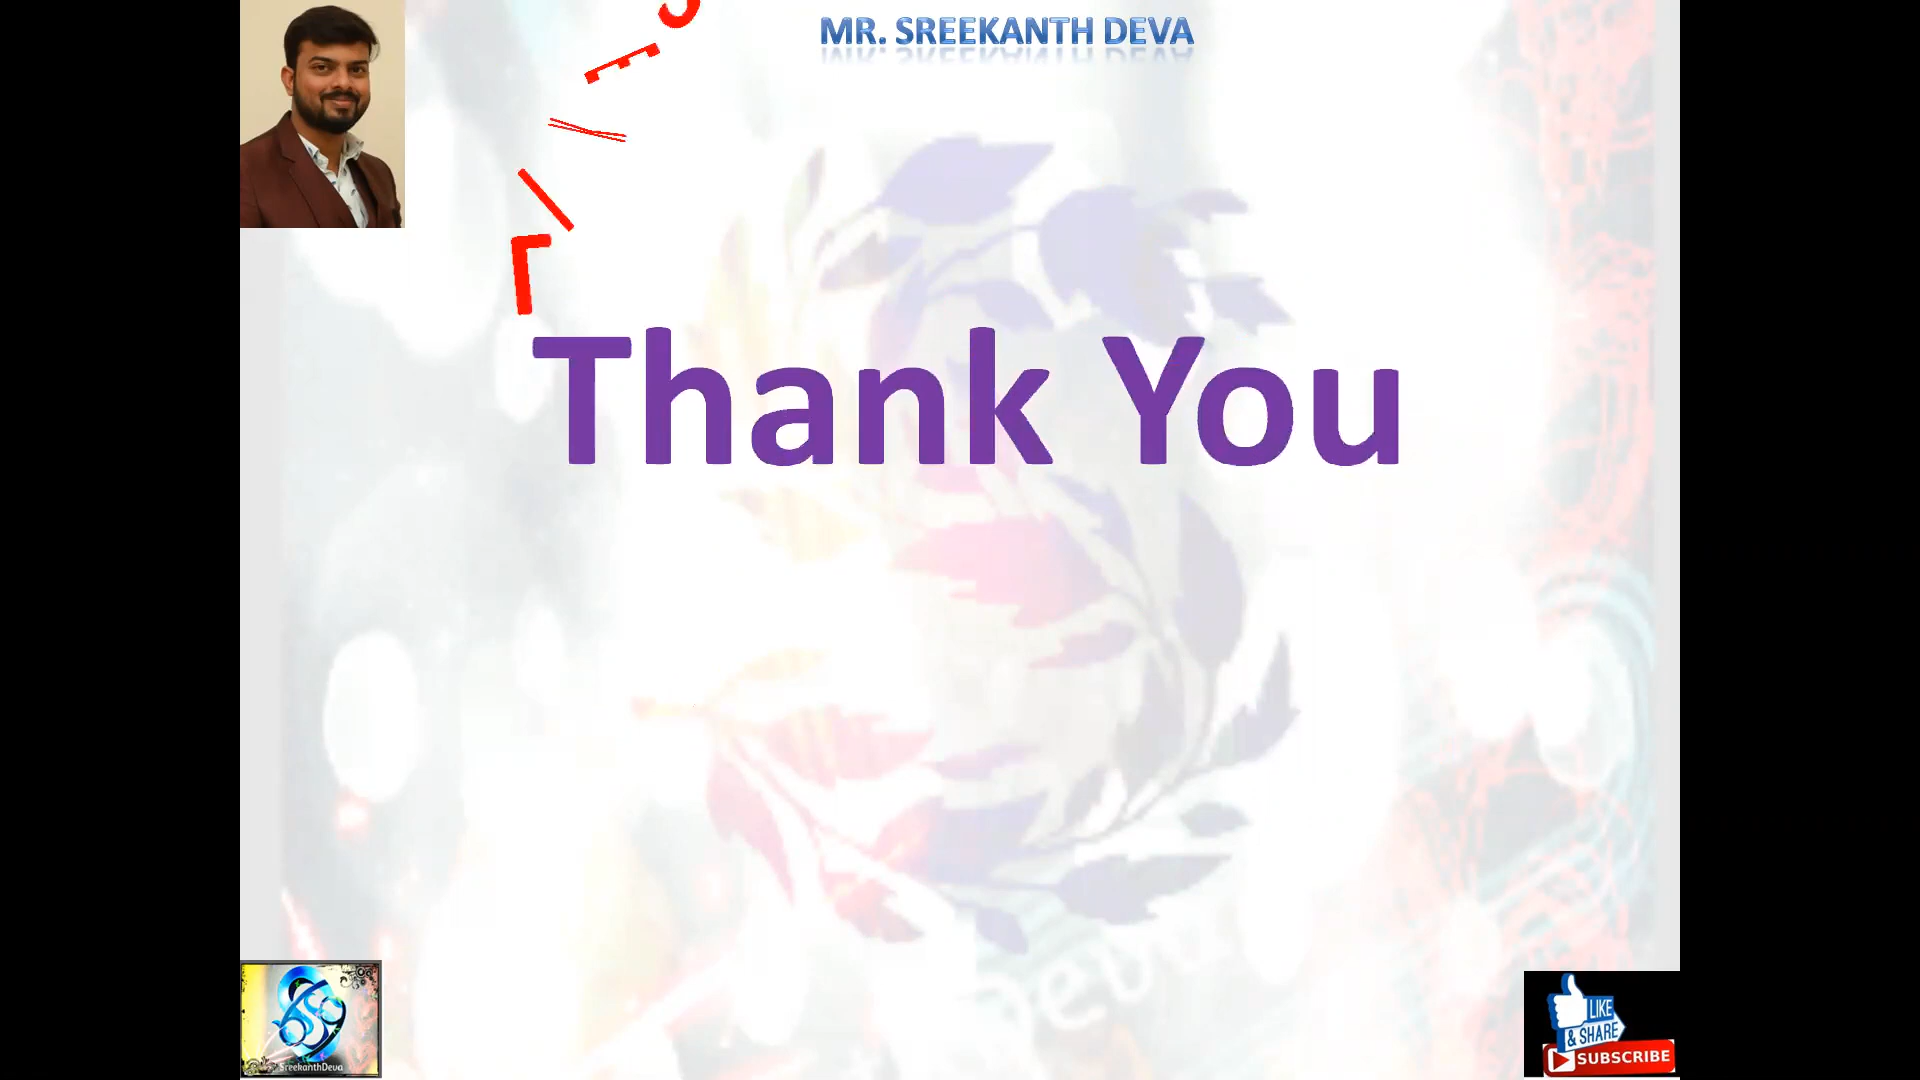 MR. SREEKANTH DEVA
Thank You
SreekanthDeva
LIKE
& SHARE
SUBSCRIBE